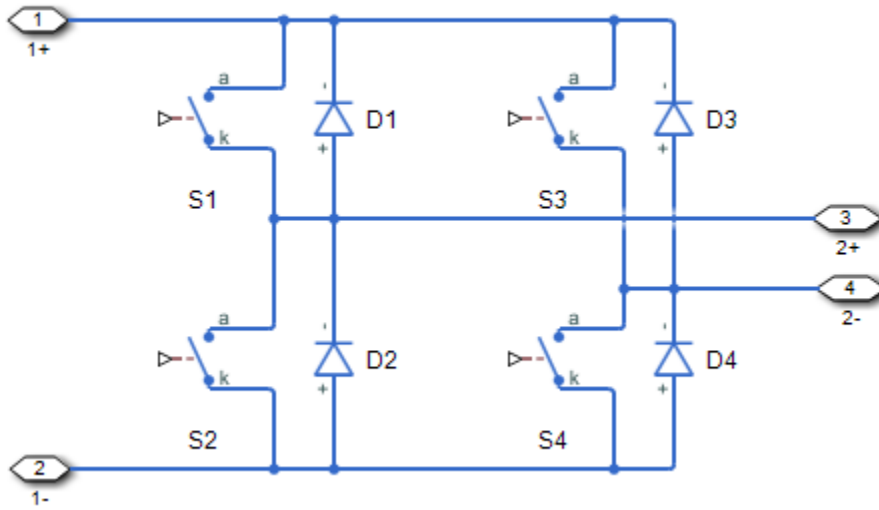 1
1+
a
-
D1
k
+
S1
a
-
D3
k
+
S3
3
2+
4
2-
a
-
D2
k
+
S2
a
-
D4
k
+
S4
2
1-